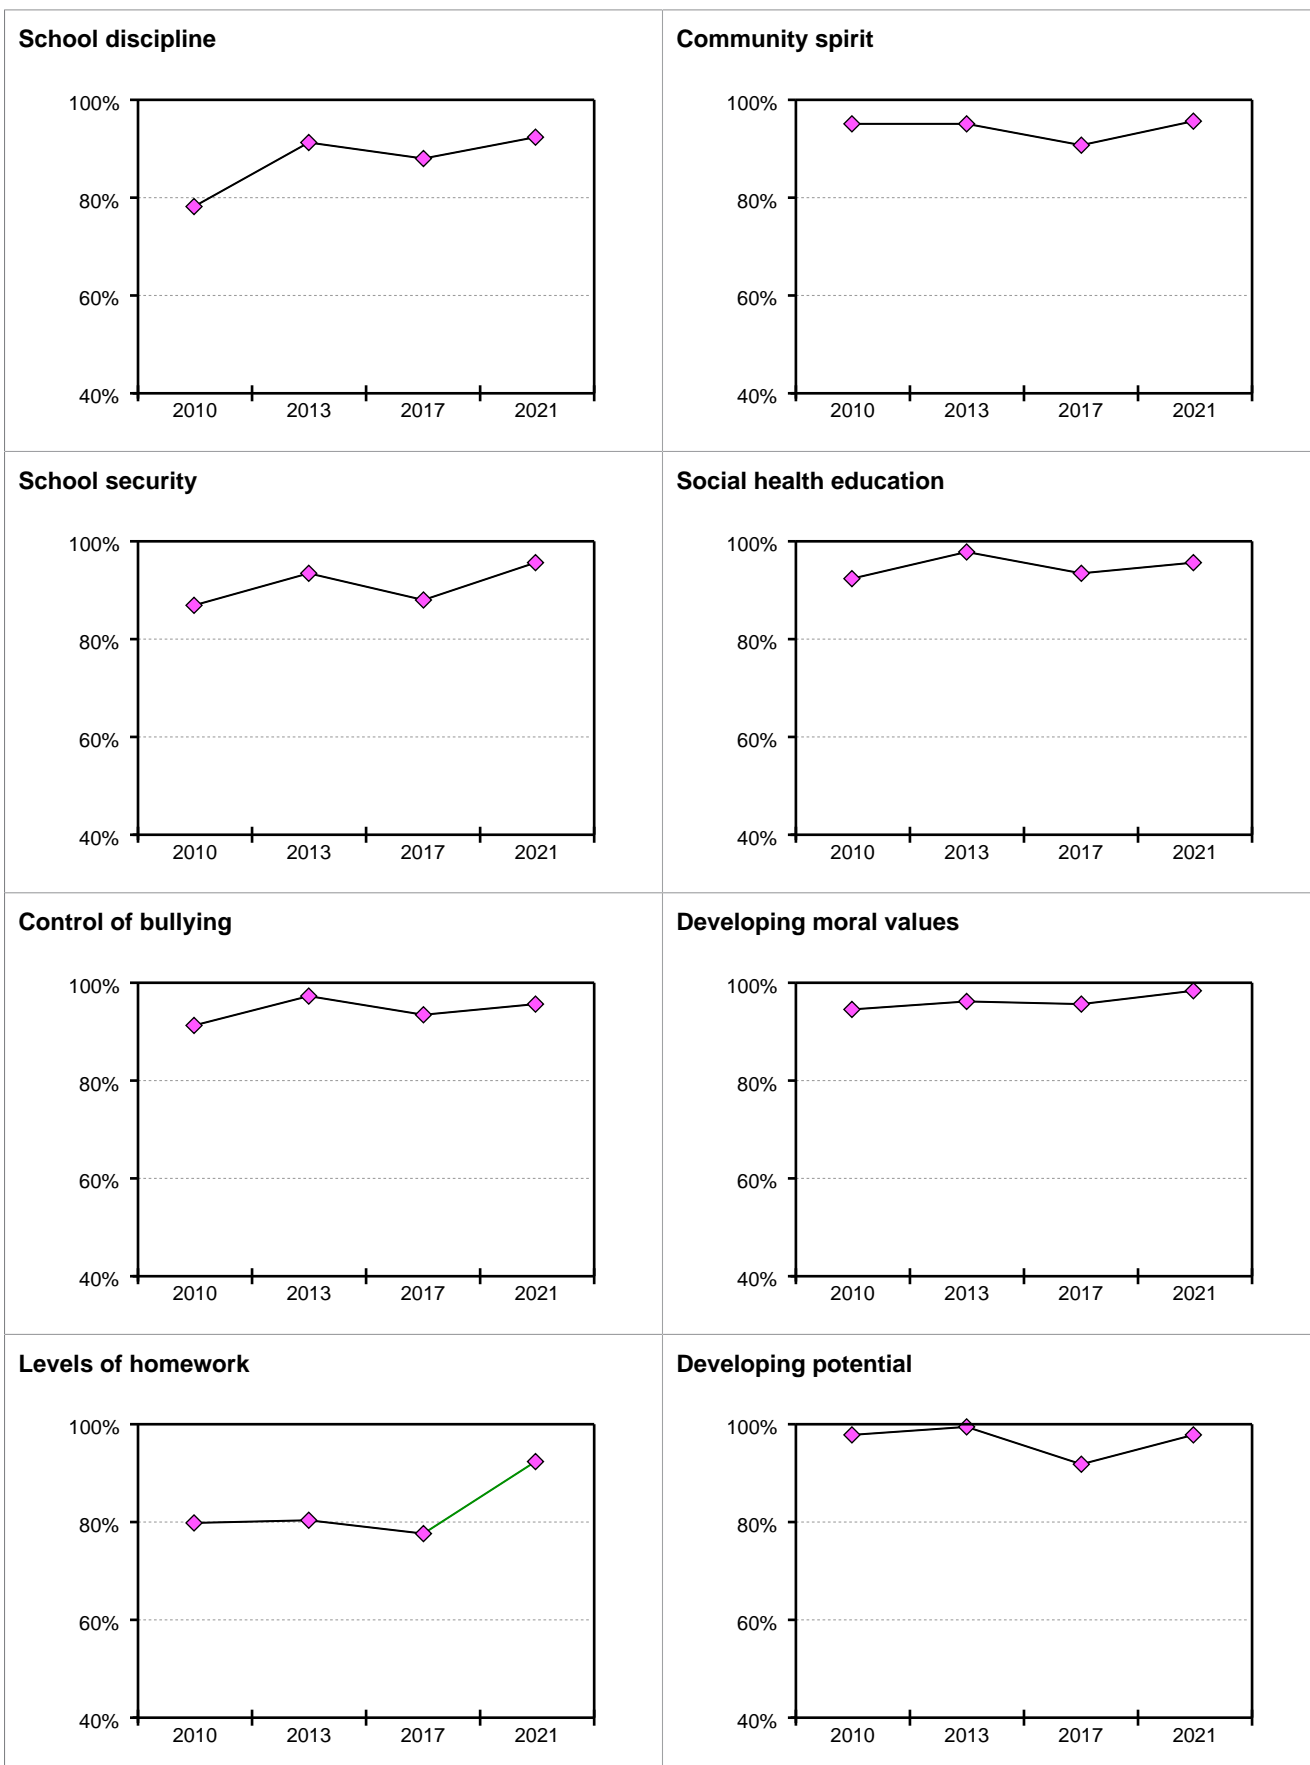 School discipline
100%
80%
60%
40%
2010 2013 2017 2021
Community spirit
100%
80%
60%
40%
2010 2013 2017 2021
School security
100%
80%
60%
40%
2010 2013 2017 2021
Social health education
100%
80%
60%
40%
2010 2013 2017 2021
Control of bullying
100%
80%
60%
40%
2010 2013 2017 2021
Developing moral values
100%
80%
60%
40%
2010 2013 2017 2021
Levels of homework
100%
80%
60%
40%
2010 2013 2017 2021
Developing potential
100%
80%
60%
40%
2010 2013 2017 2021